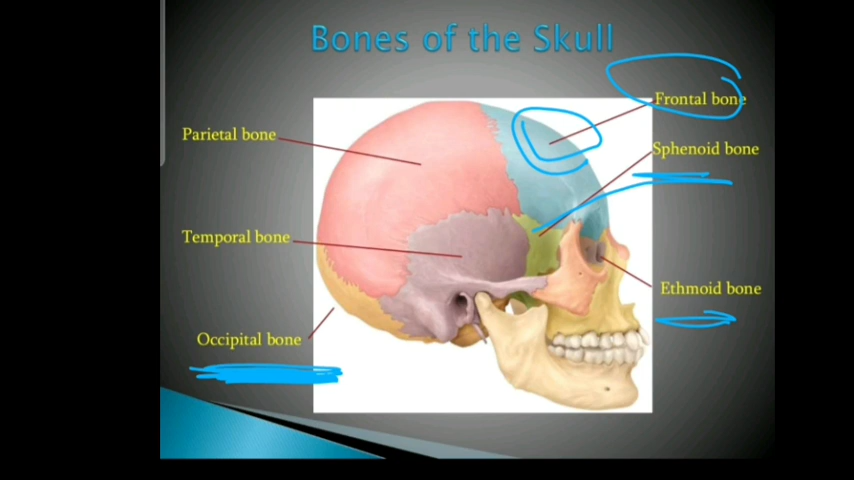 Bones of the Skull
Frontal bone
Parietal bone
Sphenoid bone
Temporal bone
Ethmoid bone
Occipital bone